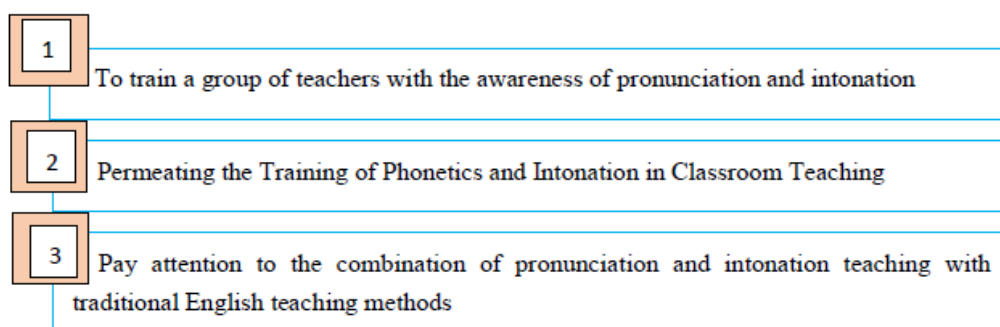 1
To train a group of teachers with the awareness of pronunciation and intonation
2
Permeating the Training of Phonetics and Intonation in Classroom Teaching
3
Pay attention to the combination of pronunciation and intonation teaching with
traditional English teaching methods